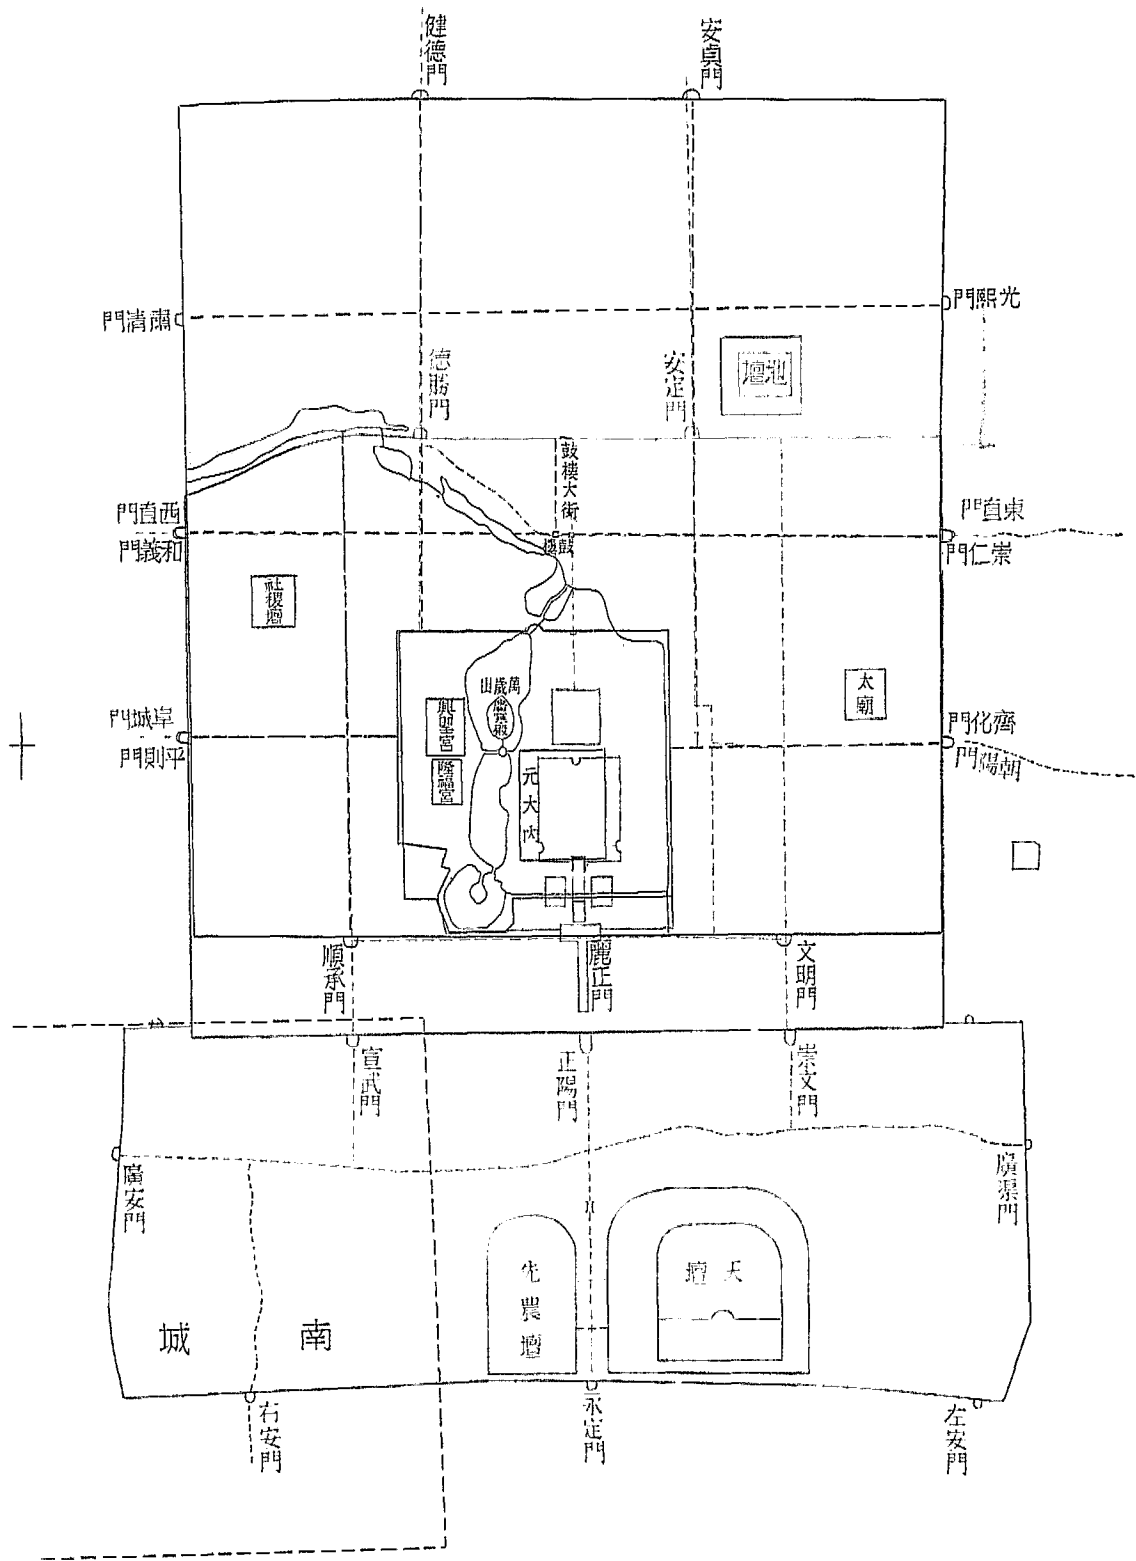 健德門
安貞門
肅清門
光熙門
德勝門
安定門
地壇
鼓樓大街
西直門
東直門
和義門
鼓樓
崇仁門
社稷壇
太廟
萬歲山
廣寒殿
興聖宮
阜城門
齊化門
平則門
朝陽門
隆福宮
元大內
順承門
麗正門
文明門
宣武門
正陽門
崇文門
廣安門
廣渠門
先農壇
天壇
南城
右安門
永定門
左安門